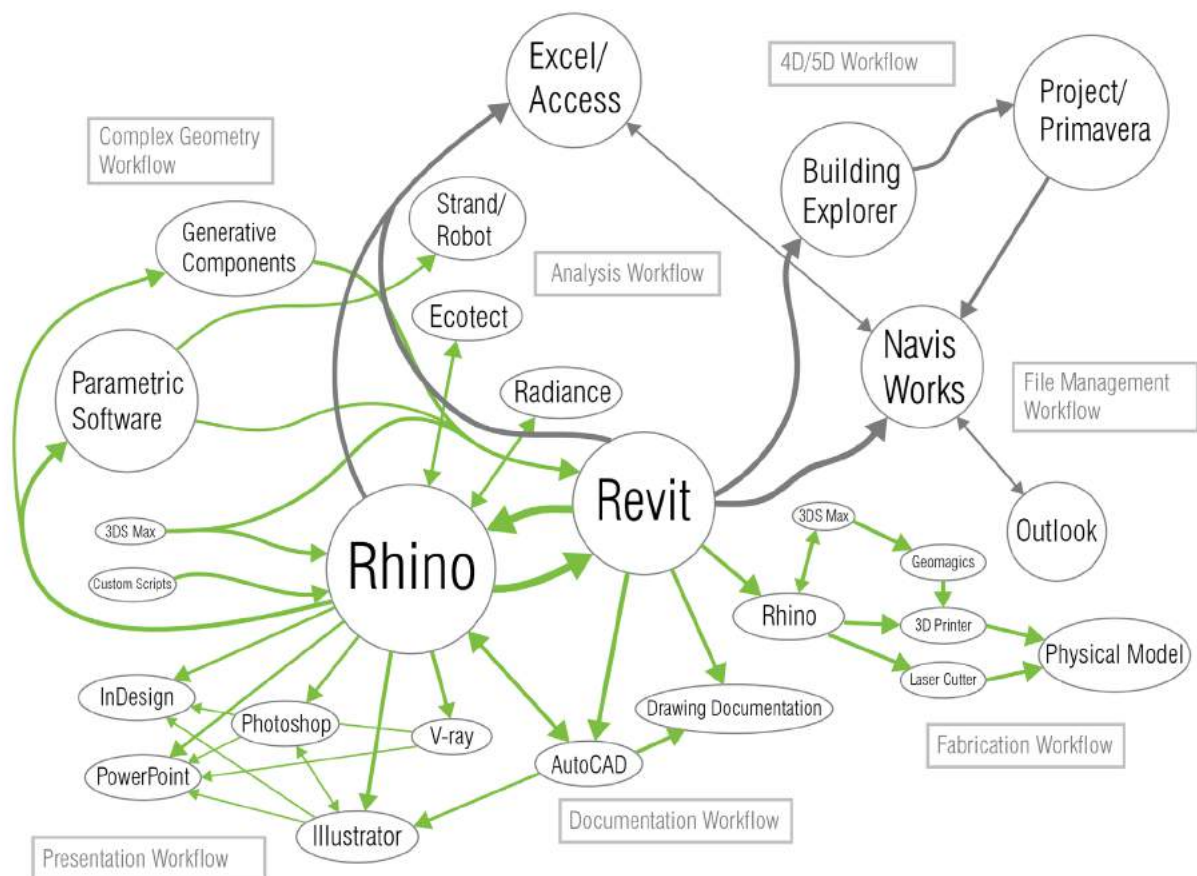 Excel/
Access
4D/5D Workflow
Project/
Primavera
Complex Geometry
Workflow
Building
Explorer
Strand/
Robot
Generative
Components
Analysis Workflow
Ecotect
Navis
Works
Parametric
Software
Radiance
File Management
Workflow
Revit
3DS Max
Rhino
3DS Max
Outlook
Geomagics
Custom Scripts
Rhino
3D Printer
Physical Model
Laser Cutter
InDesign
Photoshop
V-ray
Drawing Documentation
Fabrication Workflow
PowerPoint
AutoCAD
Illustrator
Documentation Workflow
Presentation Workflow